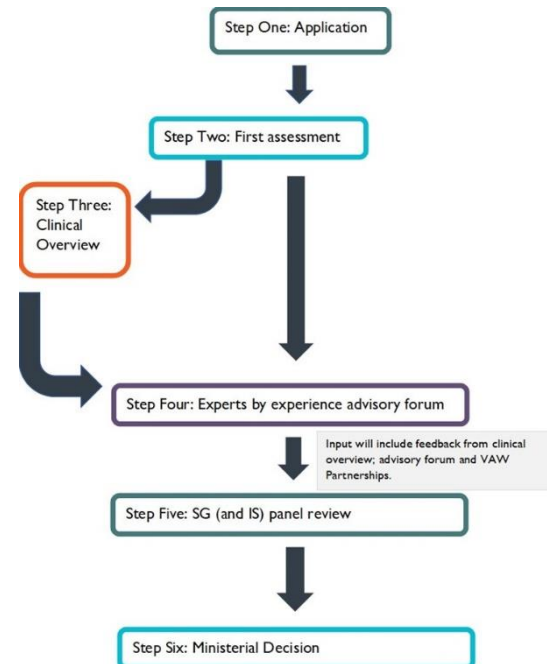 Step One: Application
Step Two: First assessment
Step Three:
Clinical
Overview
Step Four: Experts by experience advisory forum
Input will include feedback from clinical
overview; advisory forum and VAW
Partnerships.
Step Five: SG (and IS) panel review
Step Six: Ministerial Decision